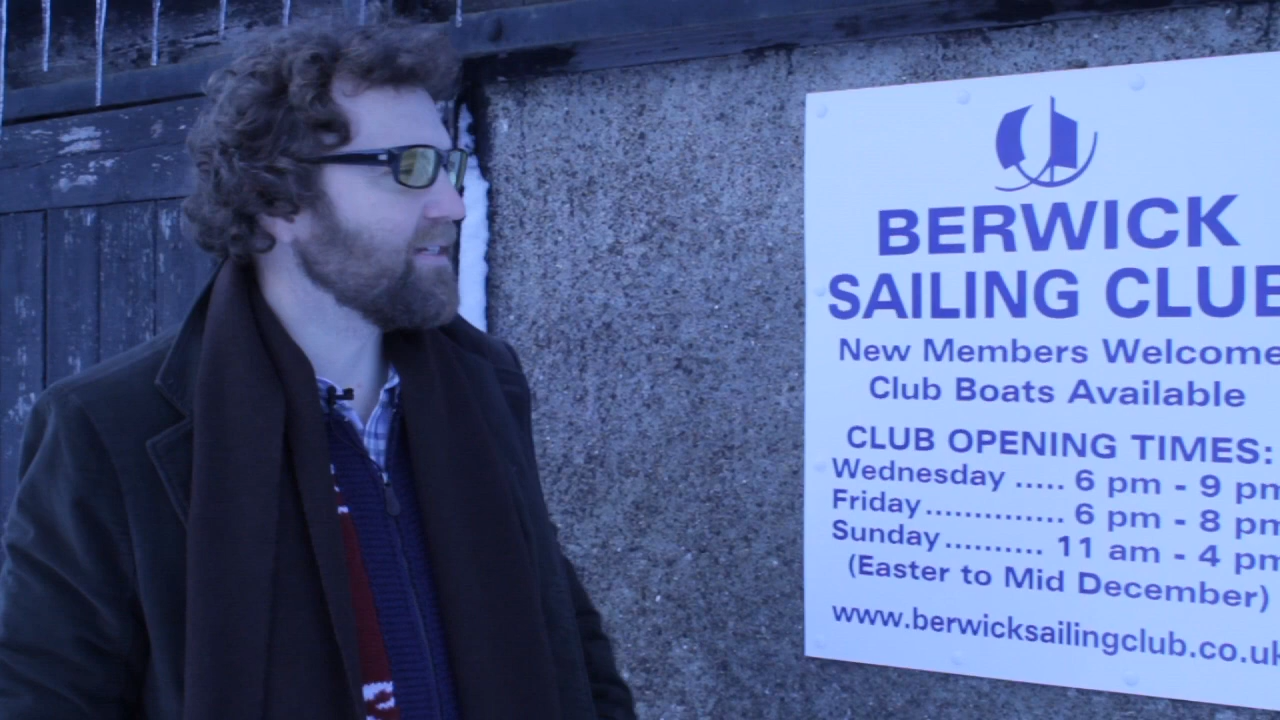 BERWICK
SAILING CLUB
New Members Welcome
Club Boats Available
CLUB OPENING TIMES:
Wednesday ..... 6 pm - 9 pm
Friday .............. 6 pm - 8 pm
Sunday .......... 11 am - 4 pm
(Easter to Mid December)
www.berwicksailingclub.co.uk